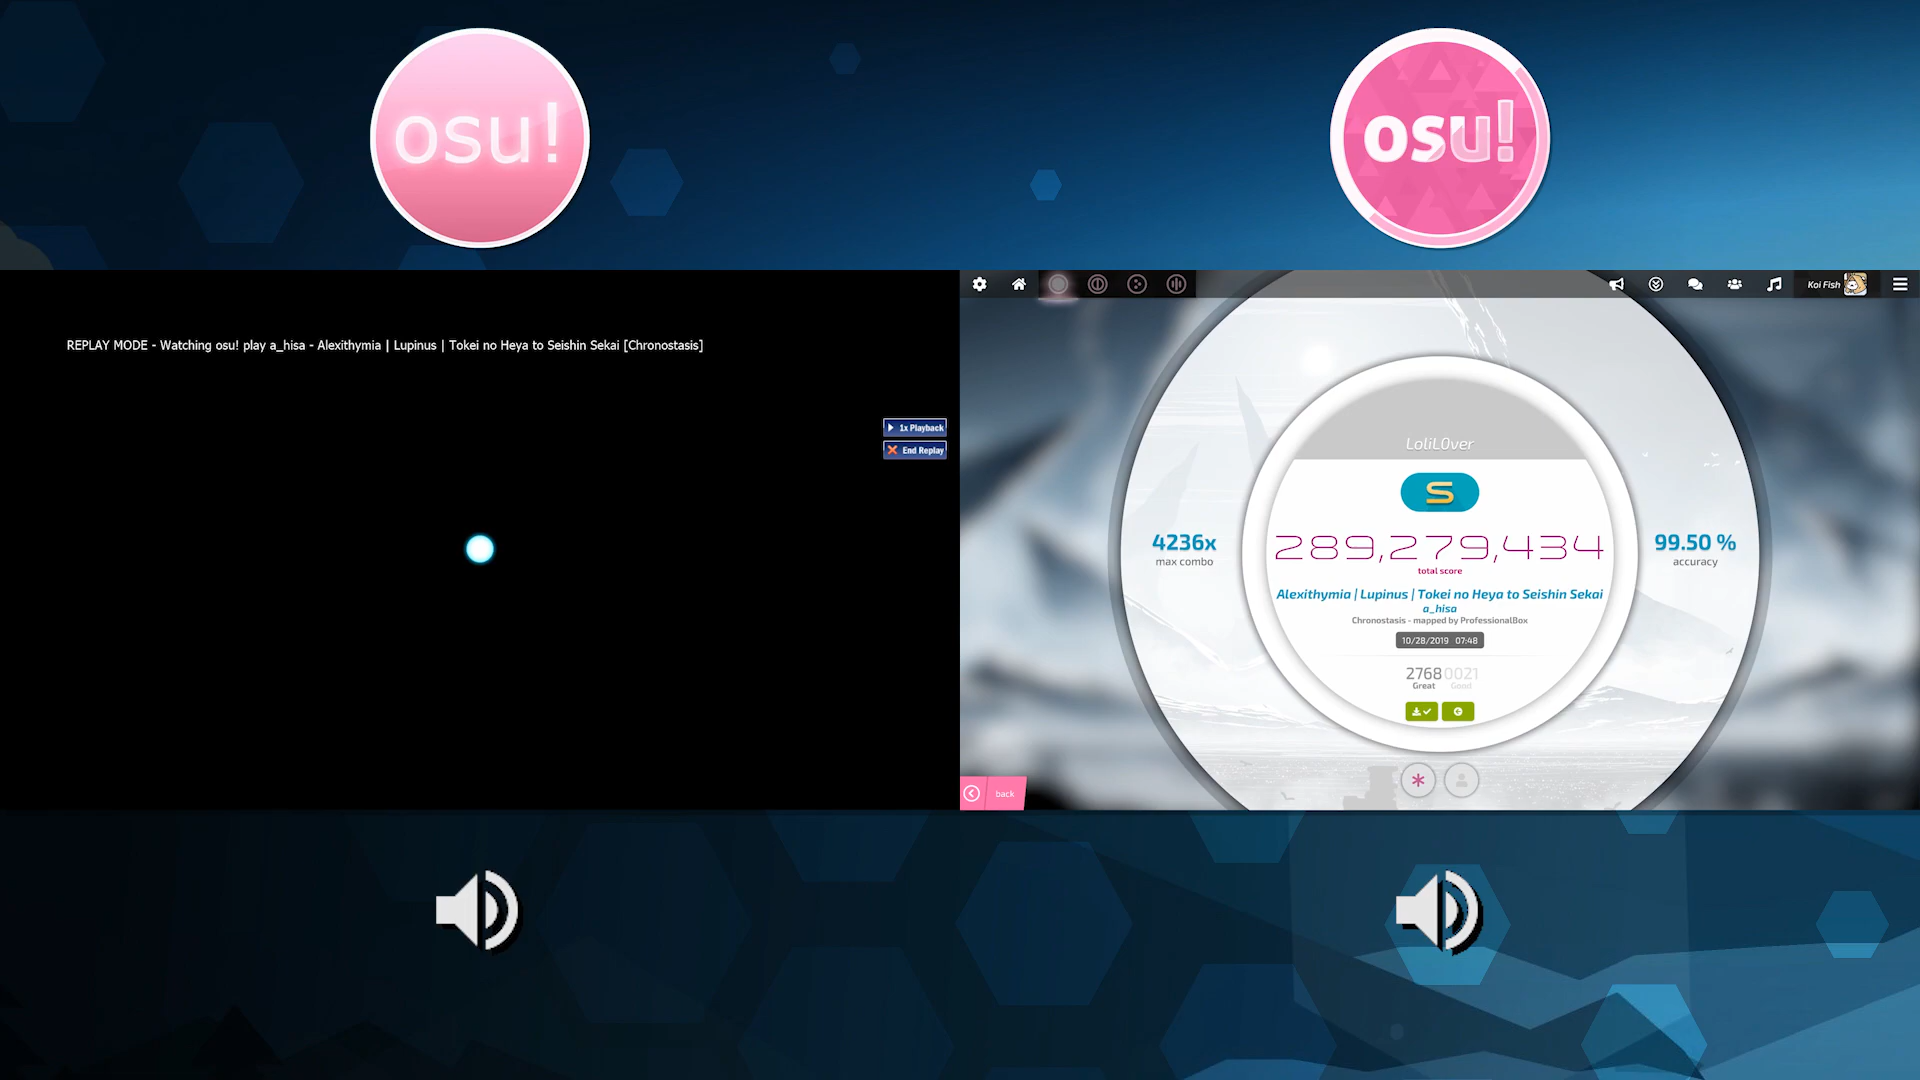 osu!
osu!
REPLAY MODE - Watching osu! play a_hisa - Alexithymia | Lupinus | Tokei no Heya to Seishin Sekai [Chronostasis]
1x Playback
End Replay
Koi Fish
LoliL0ver
S
4236x
max combo
289,279,434
total score
99.50 %
accuracy
Alexithymia | Lupinus | Tokei no Heya to Seishin Sekai
a_hisa
Chronostasis - mapped by ProfessionalBox
10/28/2019 07:48
2768 0021
Great Good
back